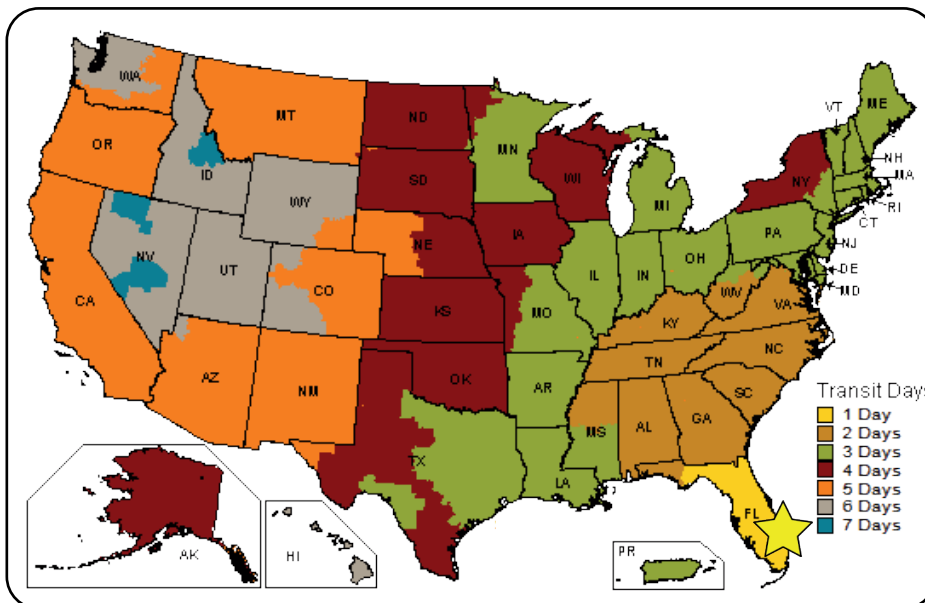 WA
MT
ND
ME
VT
OR
MN
ID
NH
SD
WI
NY
MA
WY
MI
RI
CT
IA
PA
NE
NJ
NV
OH
IL
IN
DE
UT
CO
WV
MD
CA
VA
KS
MO
KY
NC
TN
AZ
OK
NM
AR
SC
Transit Days
1 Day
2 Days
3 Days
4 Days
5 Days
6 Days
7 Days
MS
AL
GA
TX
LA
FL
AK
HI
PR